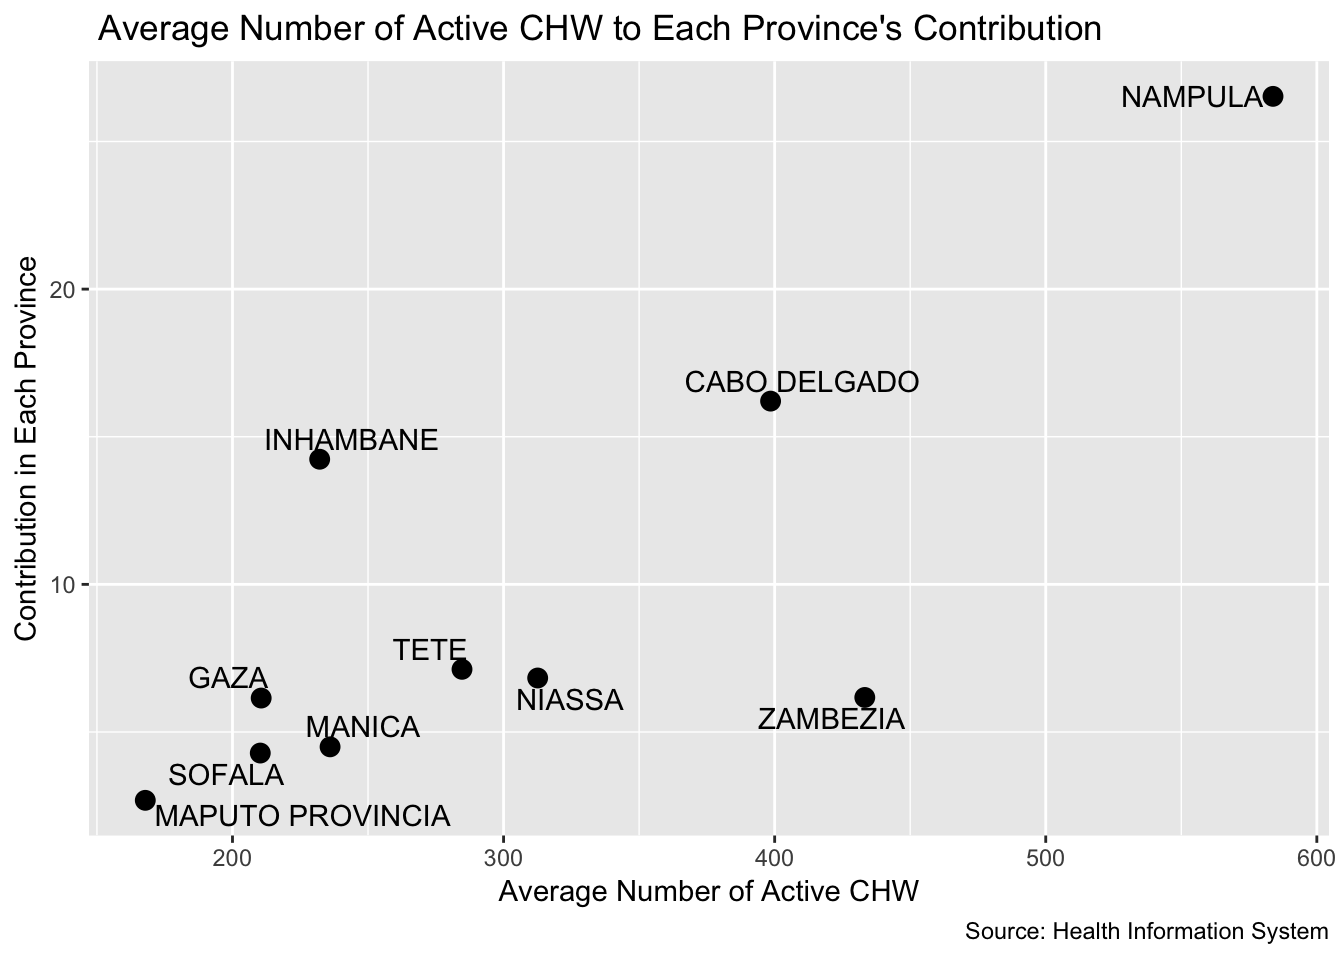 Average Number of Active CHW to Each Province's Contribution
NAMPULA
CABO DELGADO
INHAMBANE
TETE
GAZA
NIASSA
ZAMBEZIA
MANICA
SOFALA
MAPUTO PROVINCIA
Contribution in Each Province
20
10
200 300 400 500 600
Average Number of Active CHW
Source: Health Information System